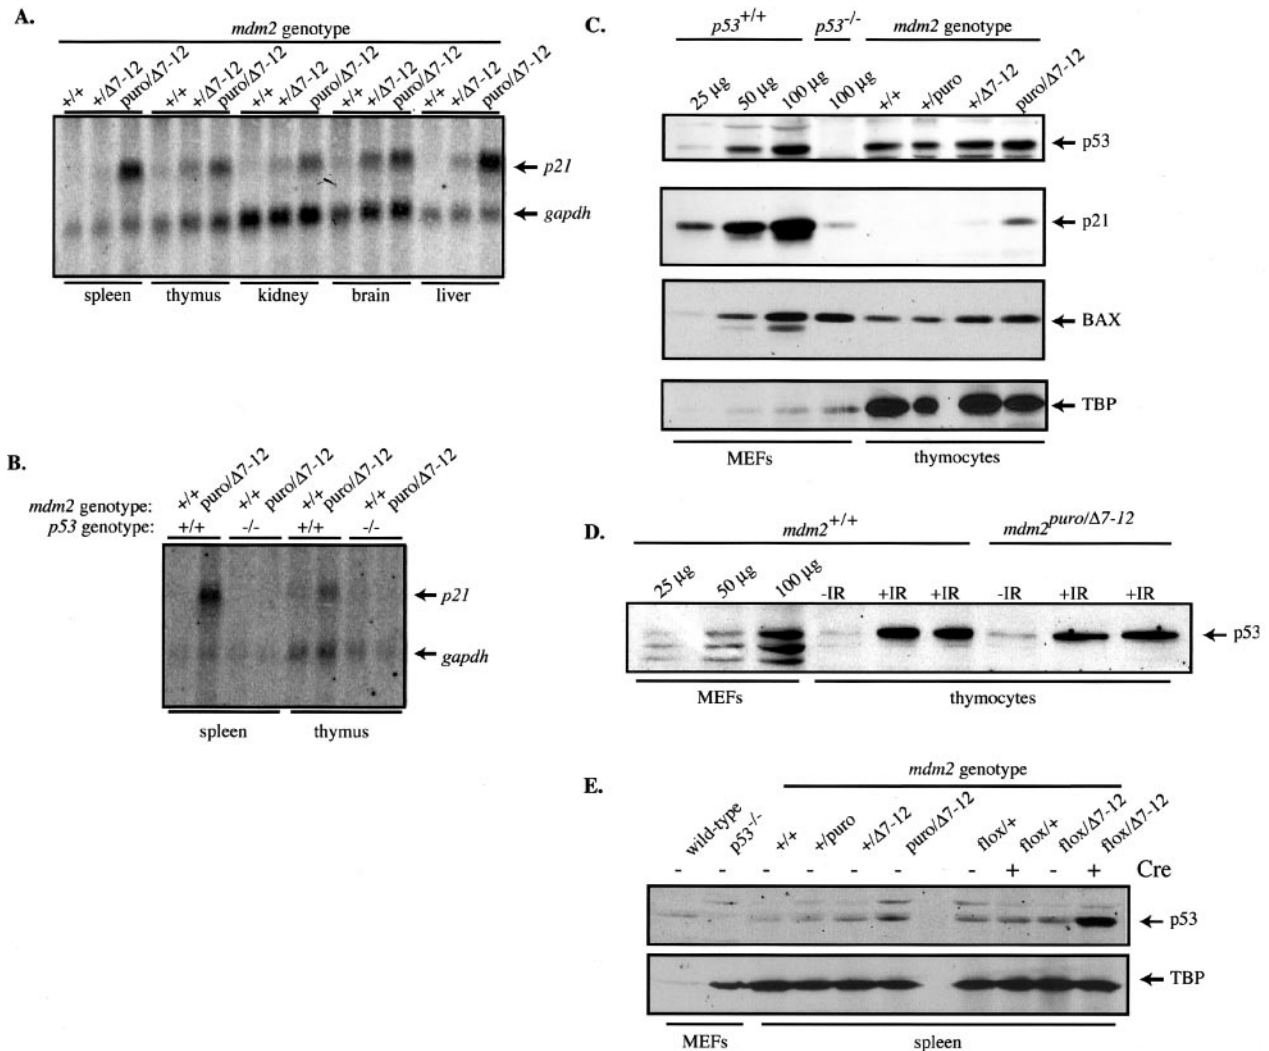 A.
mdm2 genotype
+/+ +/Δ7-12 puro/Δ7-12 +/+ +/Δ7-12 puro/Δ7-12 +/+ +/Δ7-12 puro/Δ7-12 +/+ +/Δ7-12 puro/Δ7-12 +/+ +/Δ7-12 puro/Δ7-12
p21
gapdh
spleen thymus kidney brain liver
B.
+/+ puro/Δ7-12 +/+ puro/Δ7-12 +/+ puro/Δ7-12 +/+ puro/Δ7-12
mdm2 genotype:
p53 genotype: +/+ -/- +/+ -/-
p21
gapdh
spleen thymus
C.
p53+/+ p53-/- mdm2 genotype
25 µg 50 µg 100 µg 100 µg +/+ +/puro +/Δ7-12 puro/Δ7-12
p53
p21
BAX
TBP
MEFs thymocytes
D.
mdm2+/+ mdm2puro/Δ7-12
25 µg 50 µg 100 µg -IR +IR +IR -IR +IR +IR
p53
MEFs thymocytes
E.
mdm2 genotype
wild-type p53-/- +/+ +/puro +/Δ7-12 puro/Δ7-12 flox/+ flox/+ flox/Δ7-12 flox/Δ7-12
- - - - - - - + - + Cre
p53
TBP
MEFs spleen